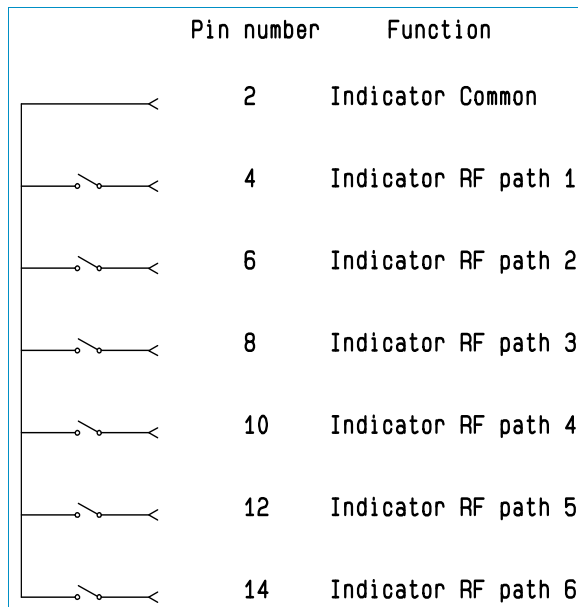 Pin number Function
2 Indicator Common
4 Indicator RF path 1
6 Indicator RF path 2
8 Indicator RF path 3
10 Indicator RF path 4
12 Indicator RF path 5
14 Indicator RF path 6